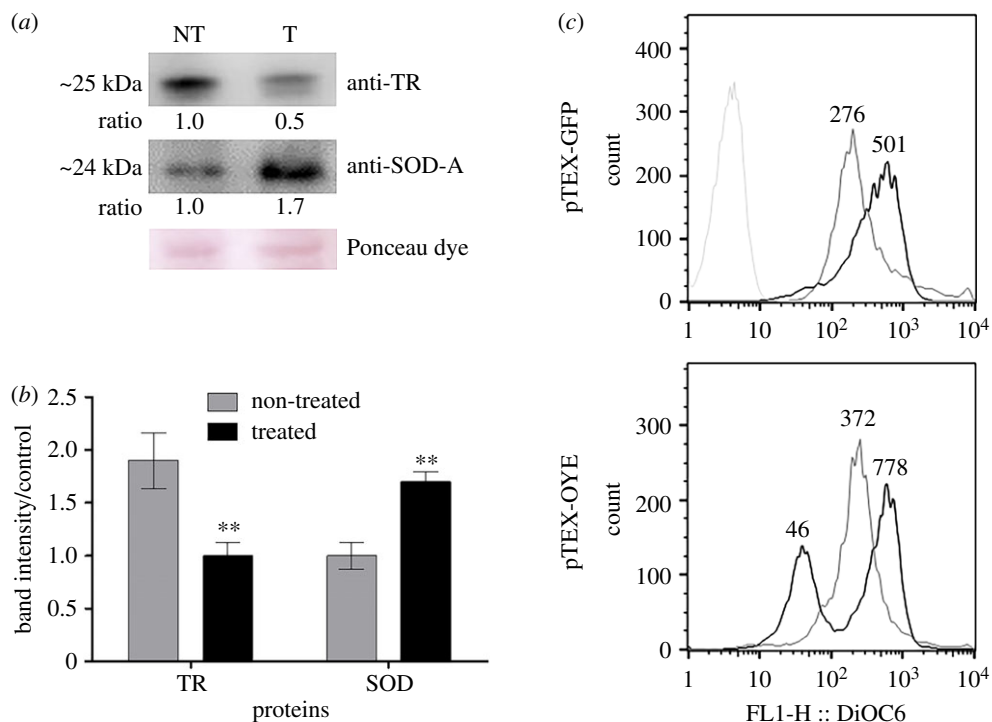 (a)
NT T
~25 kDa anti-TR
ratio 1.0 0.5
~24 kDa anti-SOD-A
ratio 1.0 1.7
Ponceau dye
(b)
non-treated
treated
band intensity/control
2.5
2.0
1.5
1.0
0.5
0
**
**
TR SOD
proteins
(c)
pTEX-GFP
count
400
300
200
100
0
276
501
1 10 10² 10³ 10⁴
pTEX-OYE
count
300
200
100
0
46
372
778
1 10 10² 10³ 10⁴
FL1-H :: DiOC6